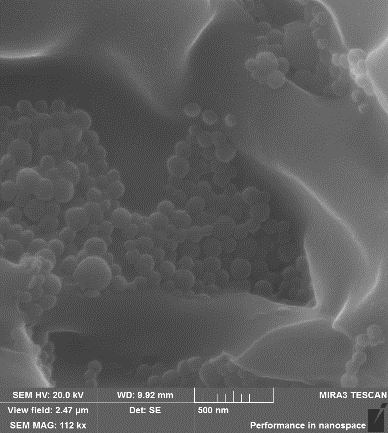 SEM HV: 20.0 kV WD: 9.92 mm MIRA3 TESCAN
View field: 2.47 µm Det: SE 500 nm
SEM MAG: 112 kx Performance in nanospace